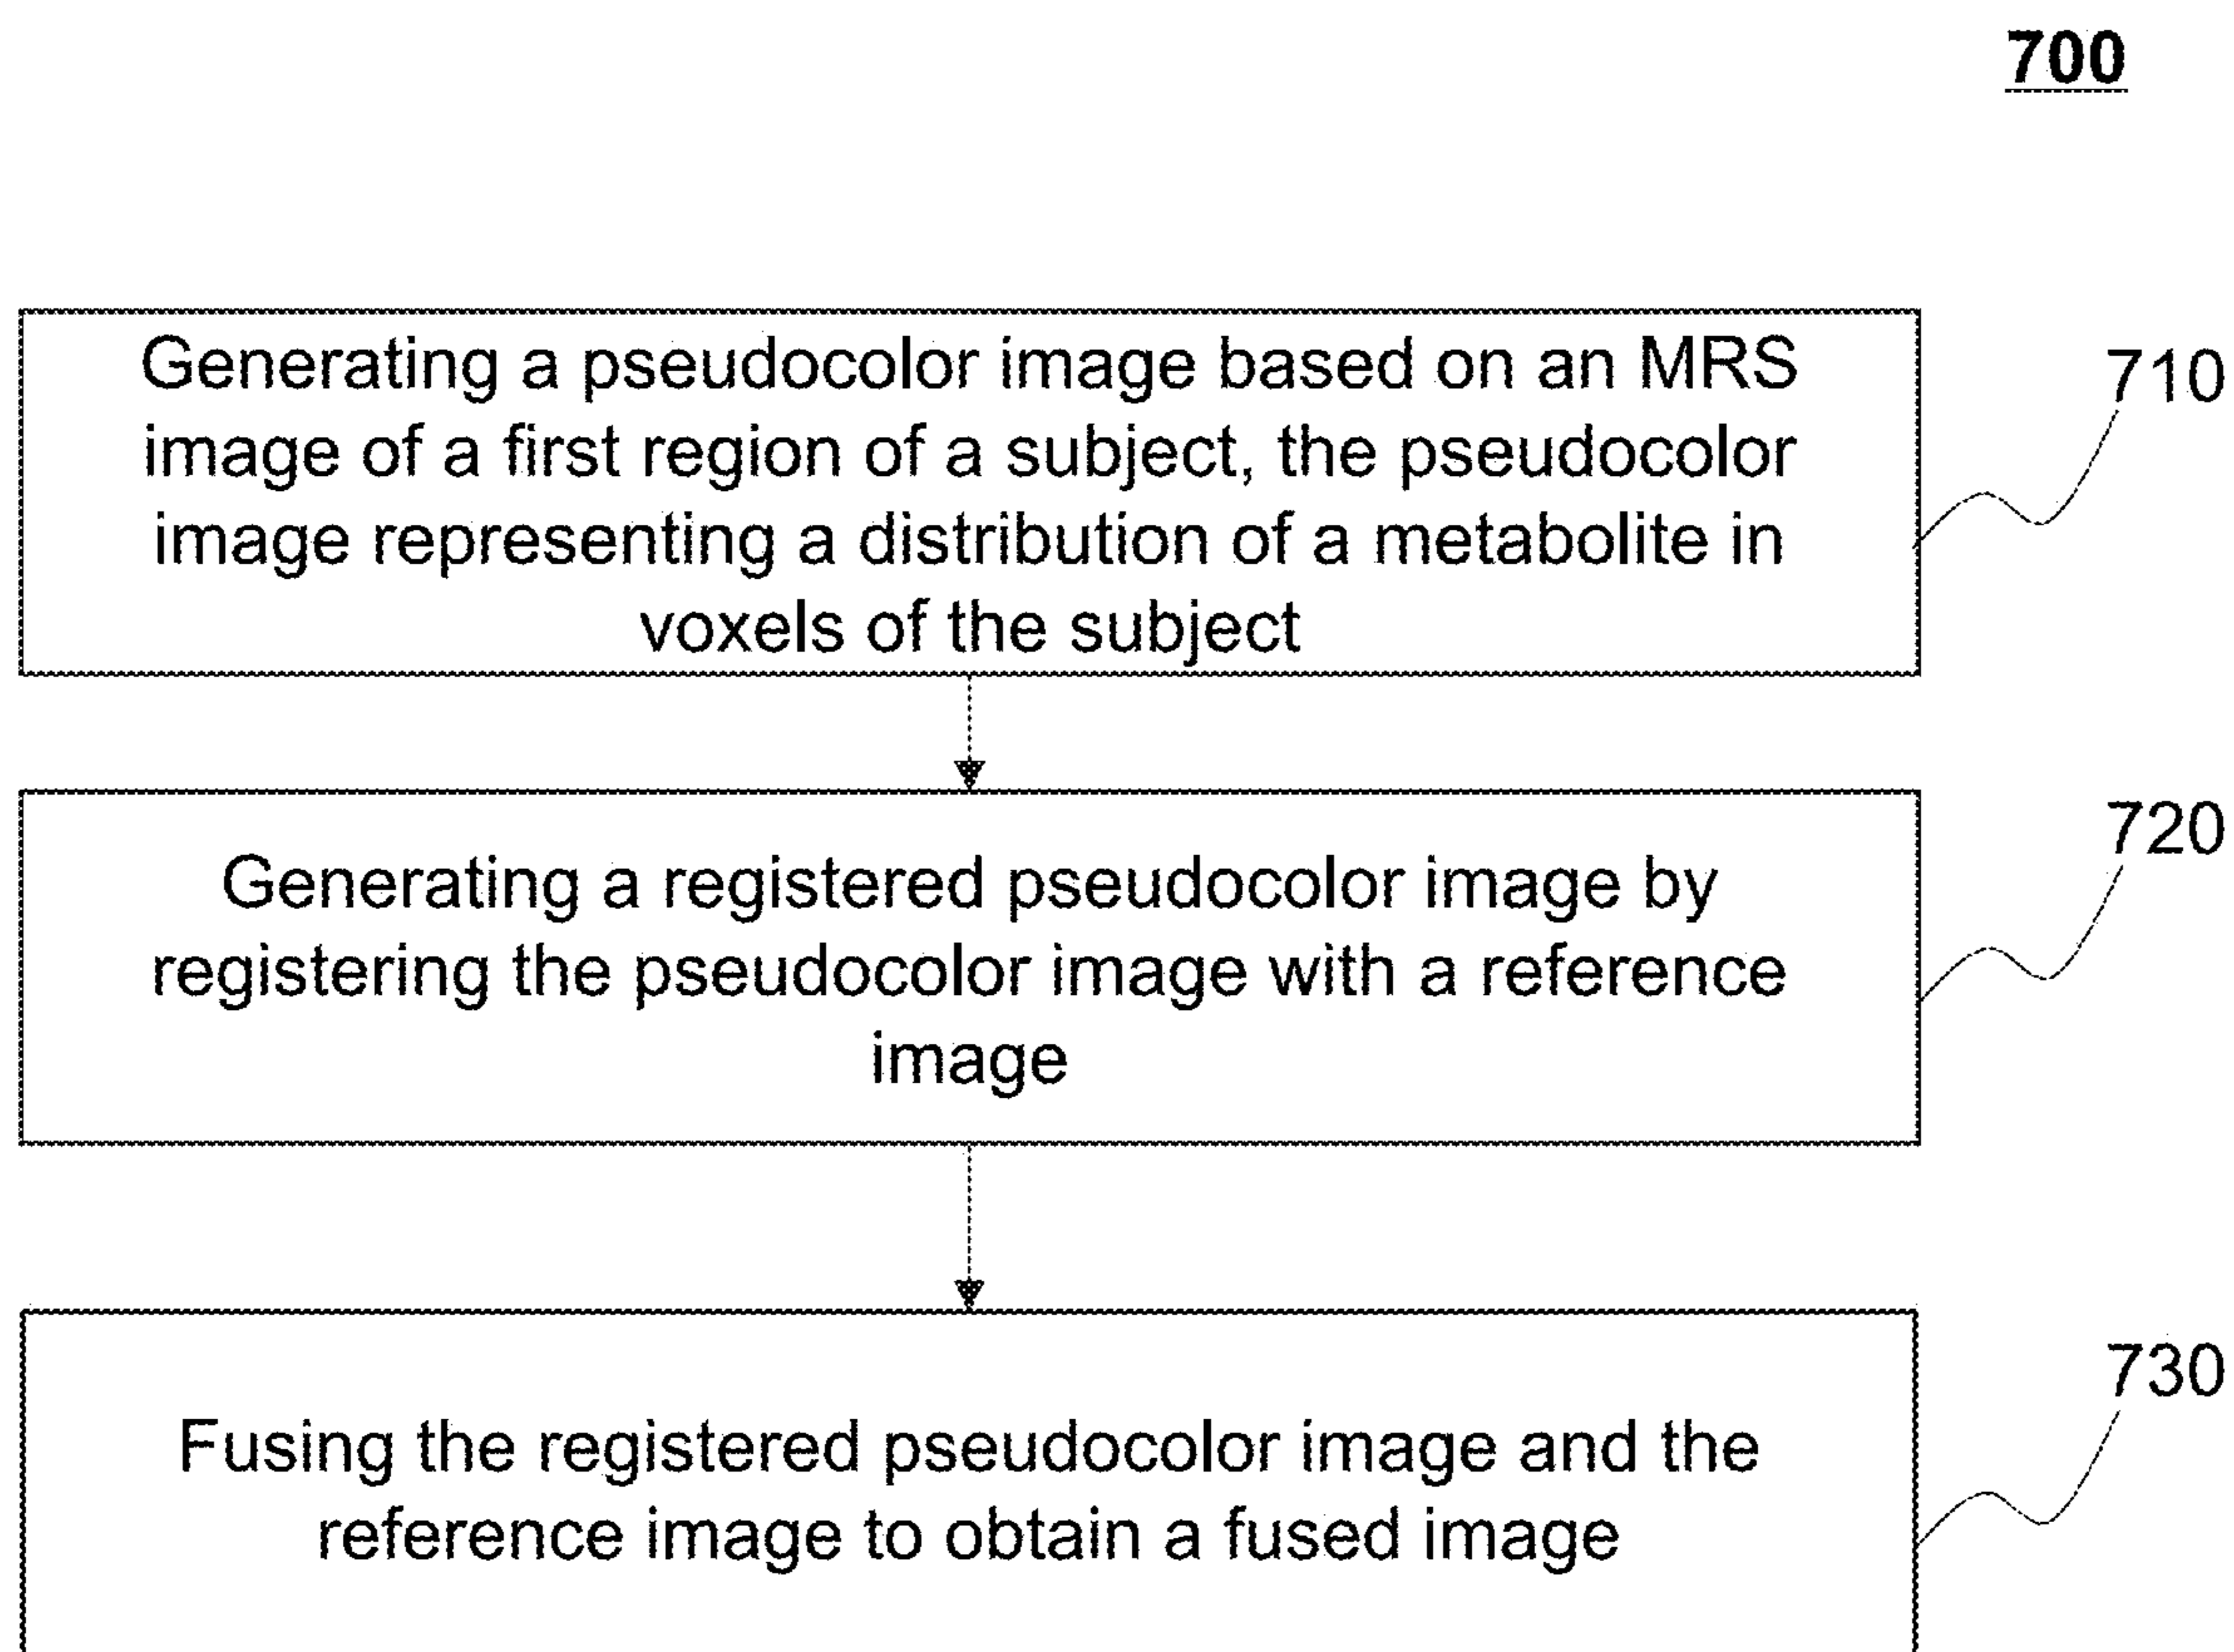 700
Generating a pseudocolor image based on an MRS
image of a first region of a subject, the pseudocolor
image representing a distribution of a metabolite in
voxels of the subject
710
Generating a registered pseudocolor image by
registering the pseudocolor image with a reference
image
720
Fusing the registered pseudocolor image and the
reference image to obtain a fused image
730